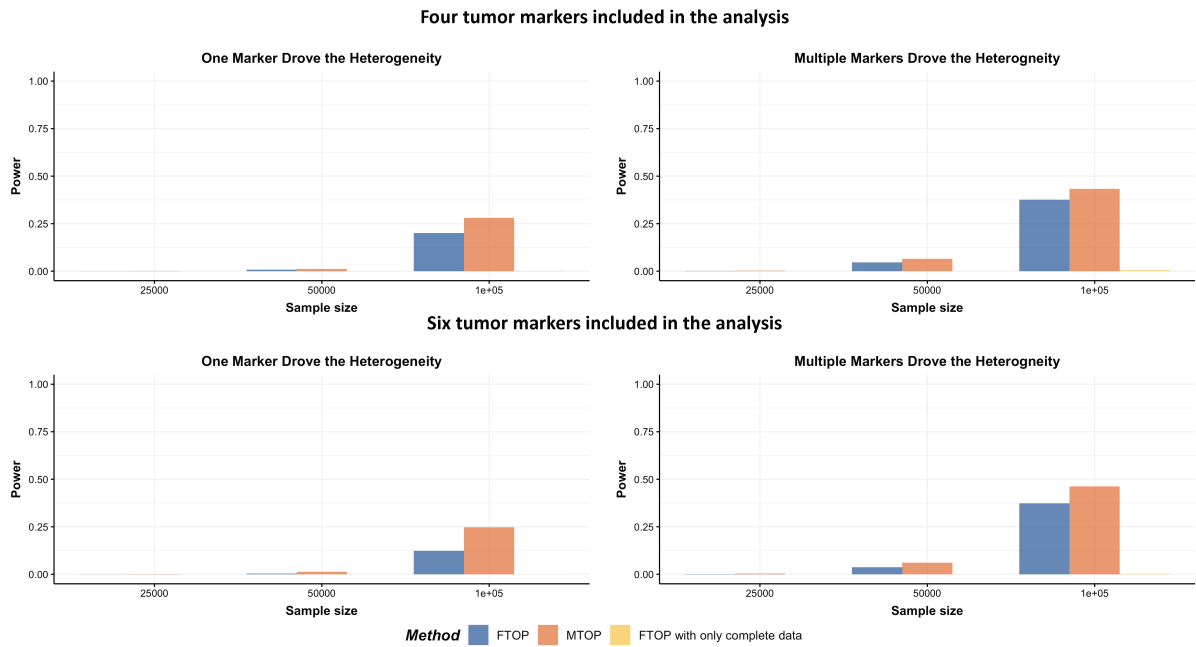 Four tumor markers included in the analysis
One Marker Drove the Heterogeneity
1.00
0.75
0.50
0.25
0.00
Power
25000 50000 1e+05
Sample size
Multiple Markers Drove the Heterogneity
1.00
0.75
0.50
0.25
0.00
Power
25000 50000 1e+05
Sample size
Six tumor markers included in the analysis
One Marker Drove the Heterogeneity
1.00
0.75
0.50
0.25
0.00
Power
25000 50000 1e+05
Sample size
Multiple Markers Drove the Heterogneity
1.00
0.75
0.50
0.25
0.00
Power
25000 50000 1e+05
Sample size
Method FTOP MTOP FTOP with only complete data